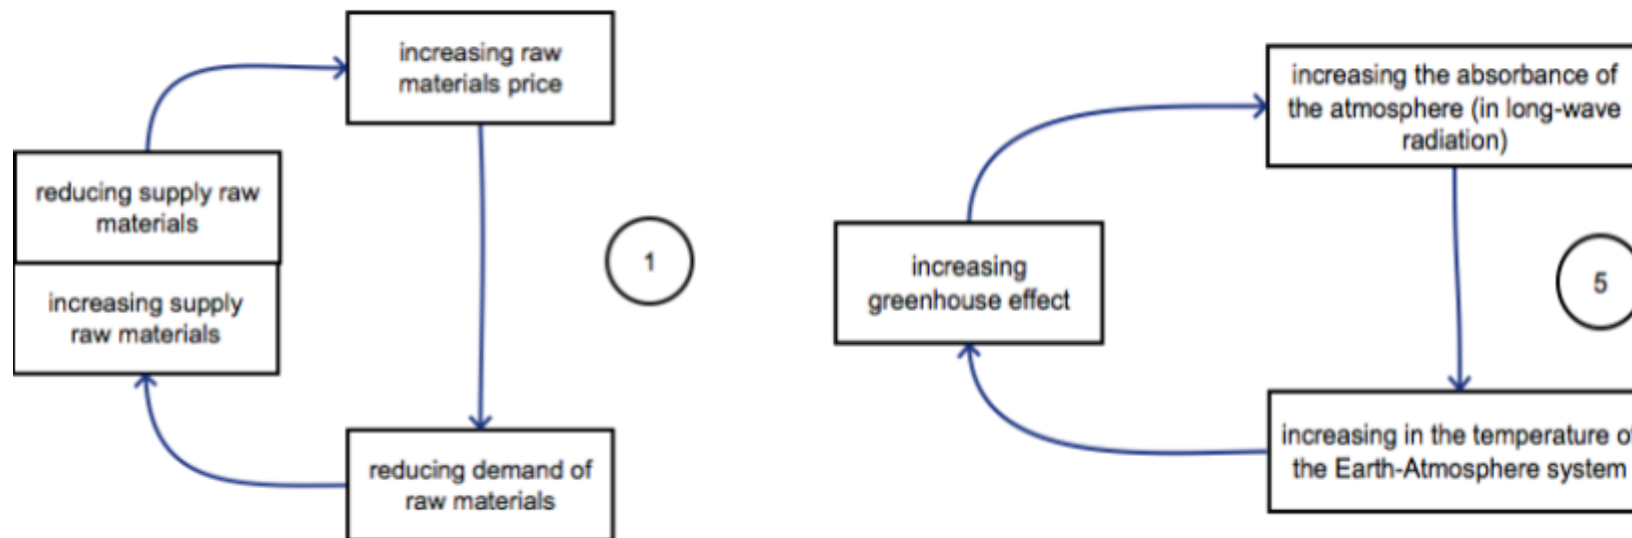 increasing raw
materials price
reducing supply raw
materials
increasing supply
raw materials
1
reducing demand of
raw materials
increasing the absorbance of
the atmosphere (in long-wave
radiation)
increasing
greenhouse effect
5
increasing in the temperature of
the Earth-Atmosphere system